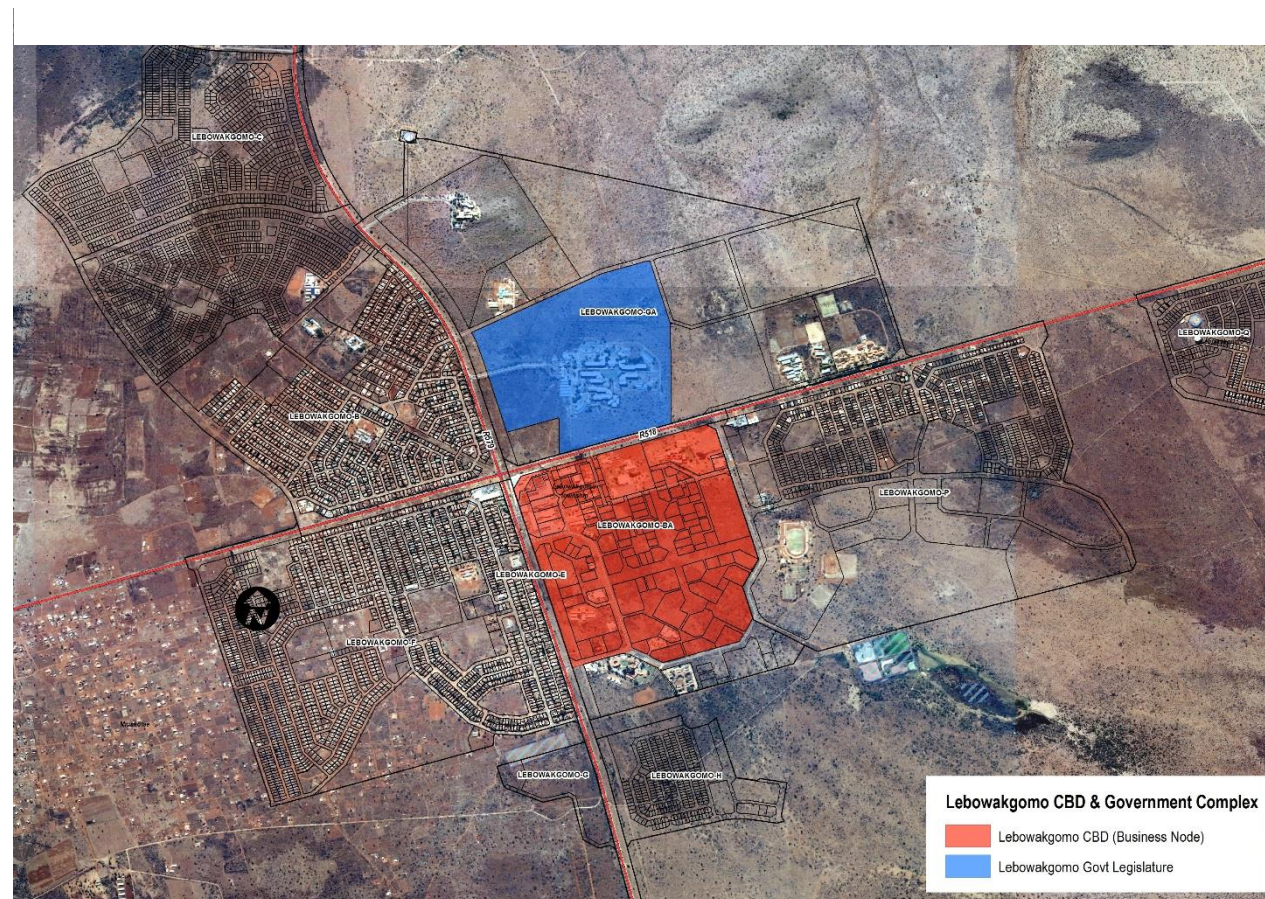 LEBOWAKGOMO-C
LEBOWAKGOMO-GA
LEBOWAKGOMO-Q
LEBOWAKGOMO-B
R579
R518
LEBOWAKGOMO-P
LEBOWAKGOMO-BA
LEBOWAKGOMO-E
N
LEBOWAKGOMO-F
LEBOWAKGOMO-G
LEBOWAKGOMO-H
Lebowakgomo CBD & Government Complex
Lebowakgomo CBD (Business Node)
Lebowakgomo Govt Legislature